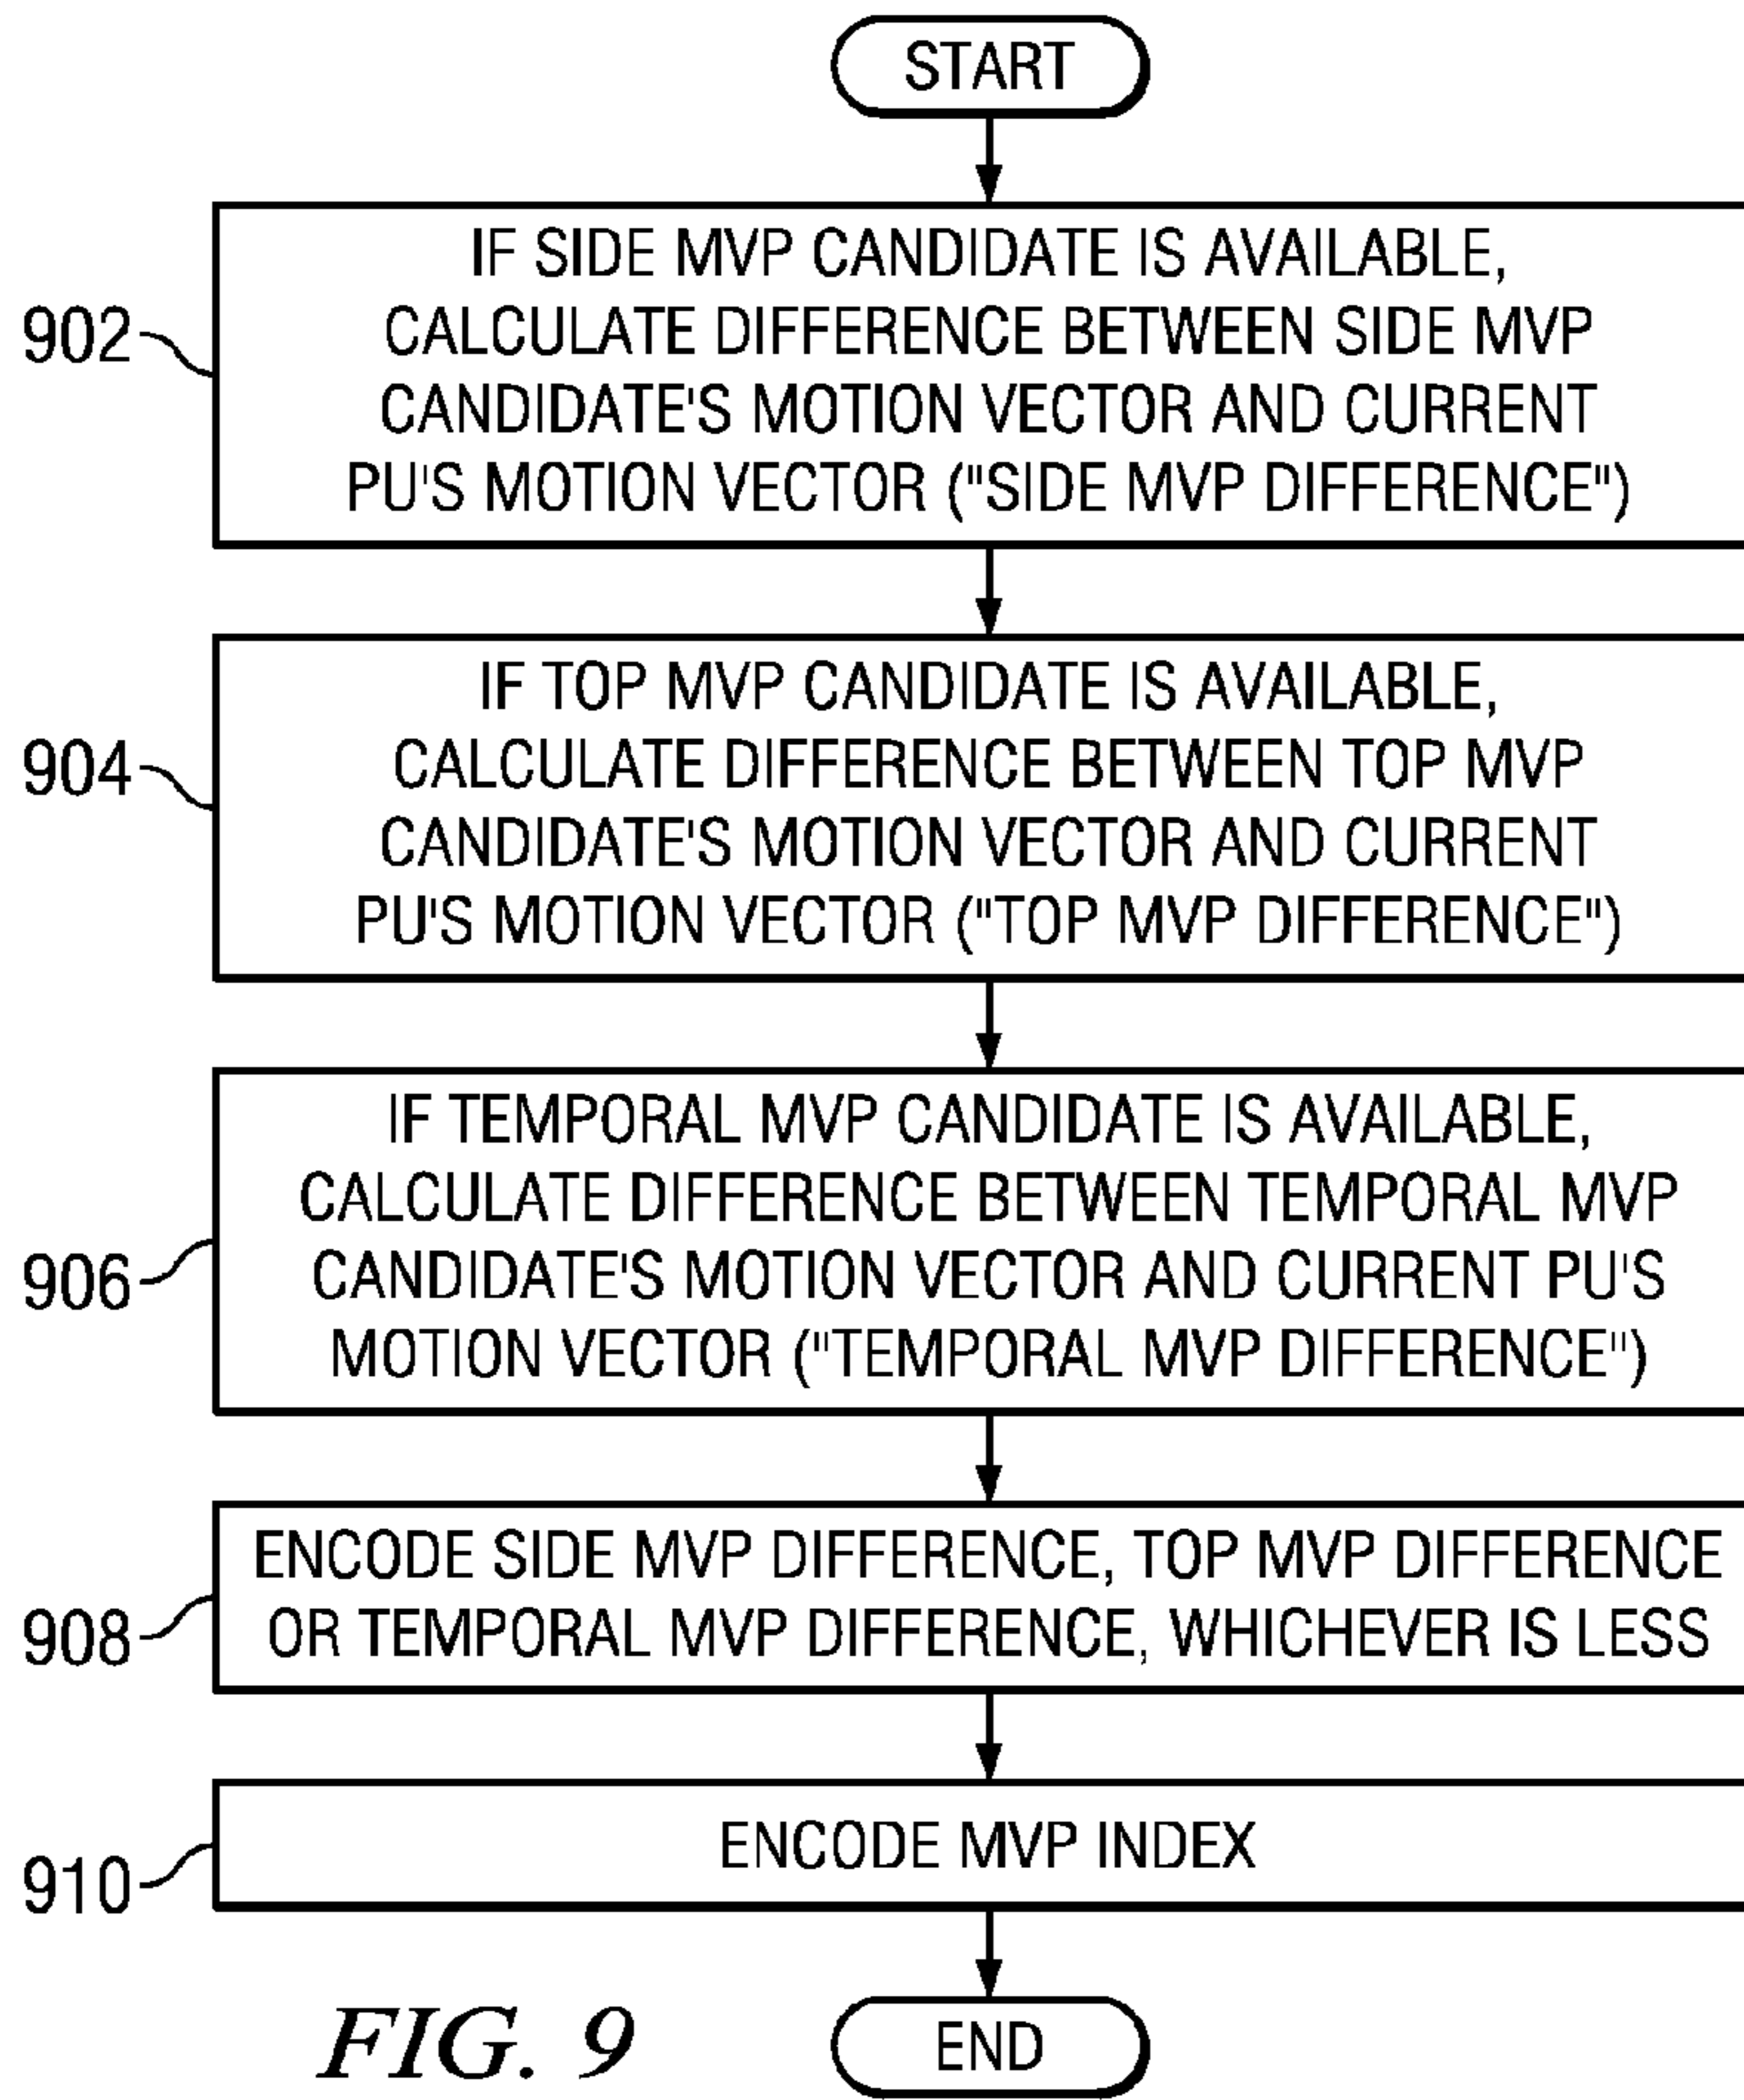 START
IF SIDE MVP CANDIDATE IS AVAILABLE,
CALCULATE DIFFERENCE BETWEEN SIDE MVP
CANDIDATE'S MOTION VECTOR AND CURRENT
PU'S MOTION VECTOR ("SIDE MVP DIFFERENCE")
902
IF TOP MVP CANDIDATE IS AVAILABLE,
CALCULATE DIFFERENCE BETWEEN TOP MVP
CANDIDATE'S MOTION VECTOR AND CURRENT
PU'S MOTION VECTOR ("TOP MVP DIFFERENCE")
904
IF TEMPORAL MVP CANDIDATE IS AVAILABLE,
CALCULATE DIFFERENCE BETWEEN TEMPORAL MVP
CANDIDATE'S MOTION VECTOR AND CURRENT PU'S
MOTION VECTOR ("TEMPORAL MVP DIFFERENCE")
906
ENCODE SIDE MVP DIFFERENCE, TOP MVP DIFFERENCE
OR TEMPORAL MVP DIFFERENCE, WHICHEVER IS LESS
908
ENCODE MVP INDEX
910
END
FIG. 9